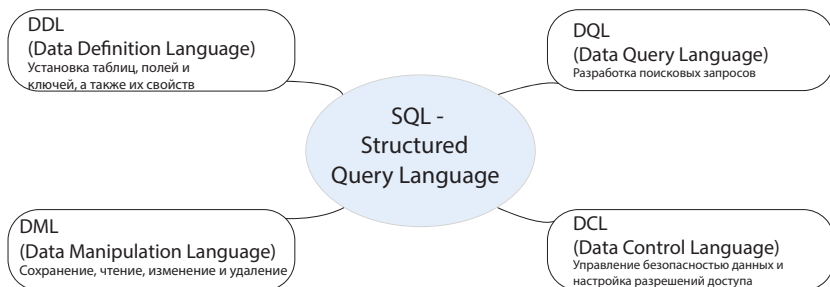 DDL
(Data Definition Language)
Установка таблиц, полей и
ключей, а также их свойств
DQL
(Data Query Language)
Разработка поисковых запросов
SQL -
Structured
Query Language
DML
(Data Manipulation Language)
Сохранение, чтение, изменение и удаление
DCL
(Data Control Language)
Управление безопасностью данных и
настройка разрешений доступа